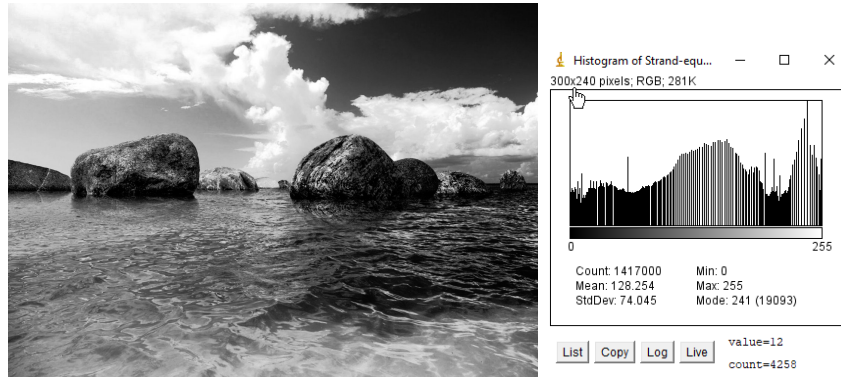 Histogram of Strand-equ...
300x240 pixels; RGB; 281K
0 255
Count: 1417000 Min: 0
Mean: 128.254 Max: 255
StdDev: 74.045 Mode: 241 (19093)
List Copy Log Live
value=12
count=4258